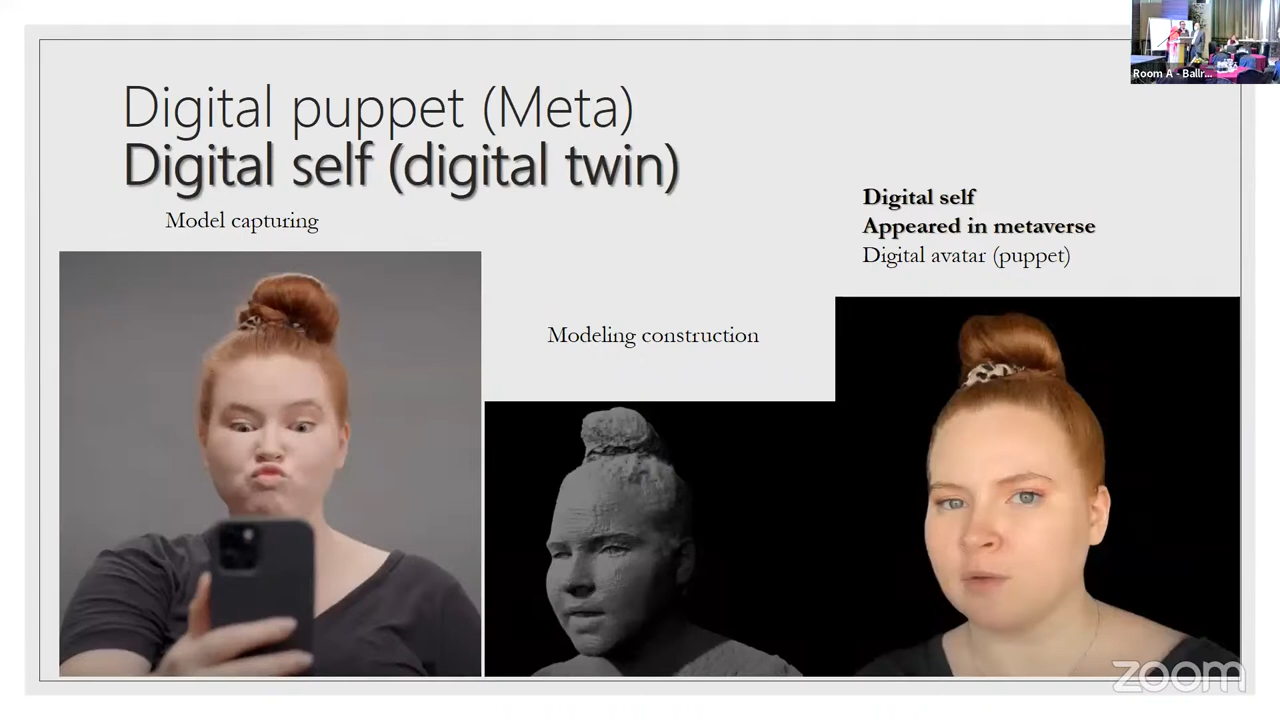 Room A - Ballr...
Digital puppet (Meta)
Digital self (digital twin)
Model capturing
Digital self
Appeared in metaverse
Digital avatar (puppet)
Modeling construction
zoom